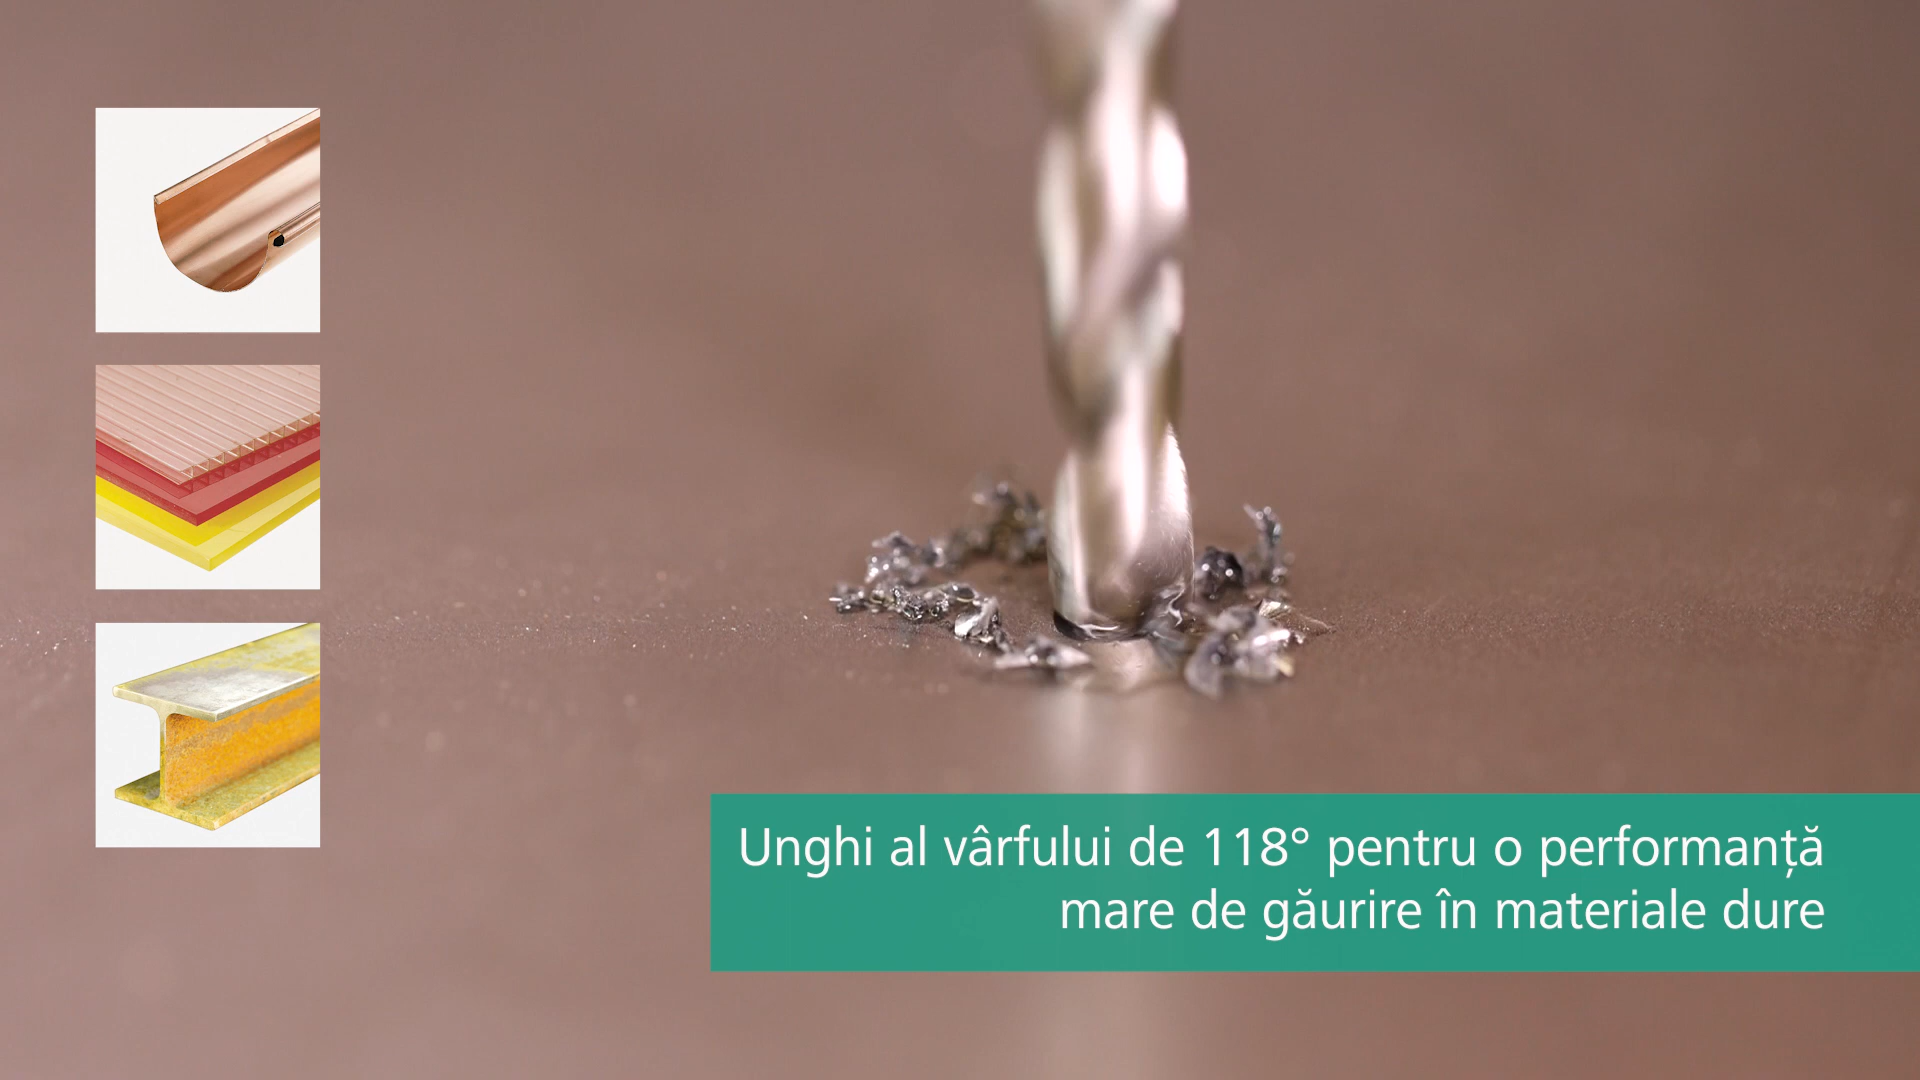 Unghi al vârfului de 118° pentru o performanță
mare de găurire în materiale dure